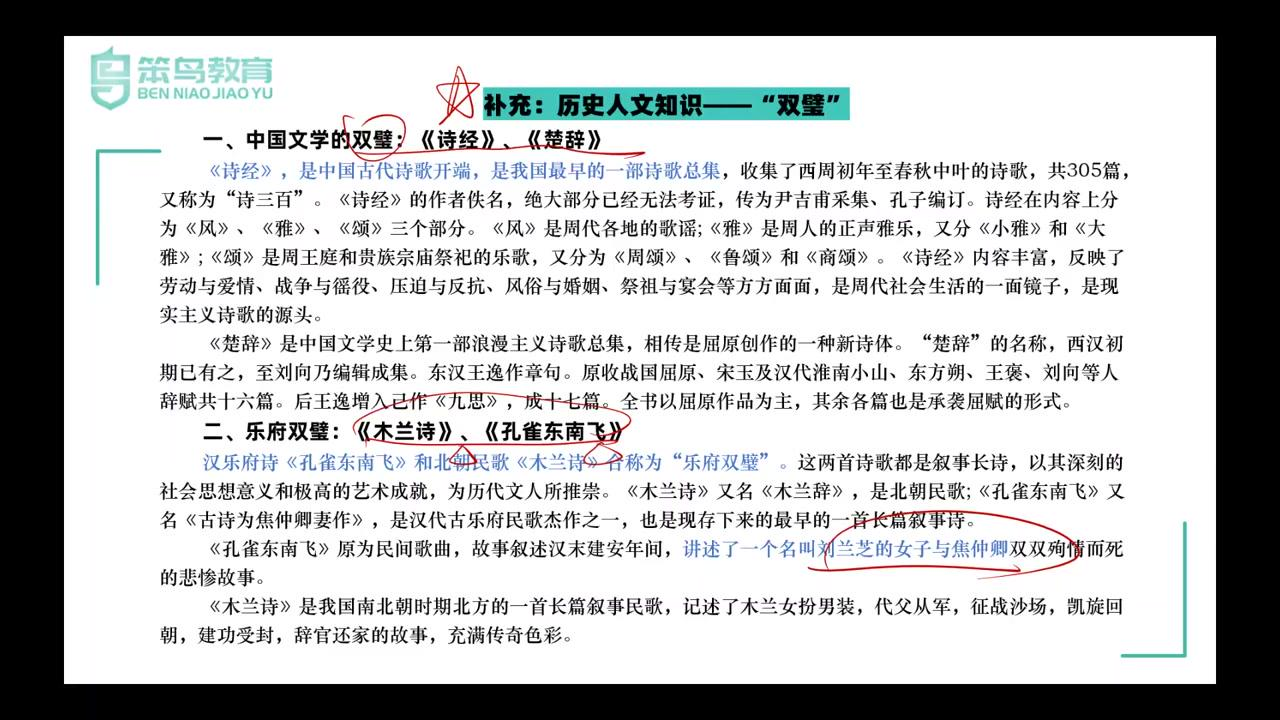 笨鸟教育
BEN NIAO JIAO YU
补充：历史人文知识——“双璧”
一、中国文学的双璧：《诗经》、《楚辞》
《诗经》，是中国古代诗歌开端，是我国最早的一部诗歌总集，收集了西周初年至春秋中叶的诗歌，共305篇，
又称为“诗三百”。《诗经》的作者佚名，绝大部分已经无法考证，传为尹吉甫采集、孔子编订。诗经在内容上分
为《风》、《雅》、《颂》三个部分。《风》是周代各地的歌谣;《雅》是周人的正声雅乐，又分《小雅》和《大
雅》;《颂》是周王庭和贵族宗庙祭祀的乐歌，又分为《周颂》、《鲁颂》和《商颂》。《诗经》内容丰富，反映了
劳动与爱情、战争与徭役、压迫与反抗、风俗与婚姻、祭祖与宴会等方方面面，是周代社会生活的一面镜子，是现
实主义诗歌的源头。
《楚辞》是中国文学史上第一部浪漫主义诗歌总集，相传是屈原创作的一种新诗体。“楚辞”的名称，西汉初
期已有之，至刘向乃编辑成集。东汉王逸作章句。原收战国屈原、宋玉及汉代淮南小山、东方朔、王褒、刘向等人
辞赋共十六篇。后王逸增入己作《九思》，成十七篇。全书以屈原作品为主，其余各篇也是承袭屈赋的形式。
二、乐府双璧：《木兰诗》、《孔雀东南飞》
汉乐府诗《孔雀东南飞》和北朝民歌《木兰诗》合称为“乐府双璧”。这两首诗歌都是叙事长诗，以其深刻的
社会思想意义和极高的艺术成就，为历代文人所推崇。《木兰诗》又名《木兰辞》，是北朝民歌;《孔雀东南飞》又
名《古诗为焦仲卿妻作》，是汉代古乐府民歌杰作之一，也是现存下来的最早的一首长篇叙事诗。
《孔雀东南飞》原为民间歌曲，故事叙述汉末建安年间，讲述了一个名叫刘兰芝的女子与焦仲卿双双殉情而死
的悲惨故事。
《木兰诗》是我国南北朝时期北方的一首长篇叙事民歌，记述了木兰女扮男装，代父从军，征战沙场，凯旋回
朝，建功受封，辞官还家的故事，充满传奇色彩。